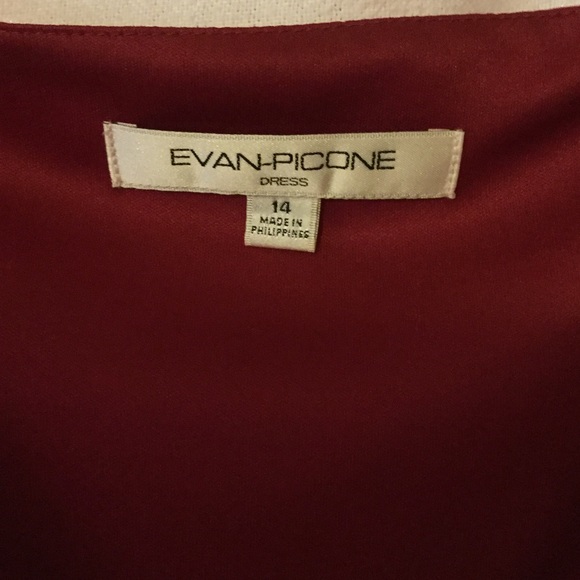 EVAN-PICONE
DRESS
14
MADE IN
PHILIPPINES